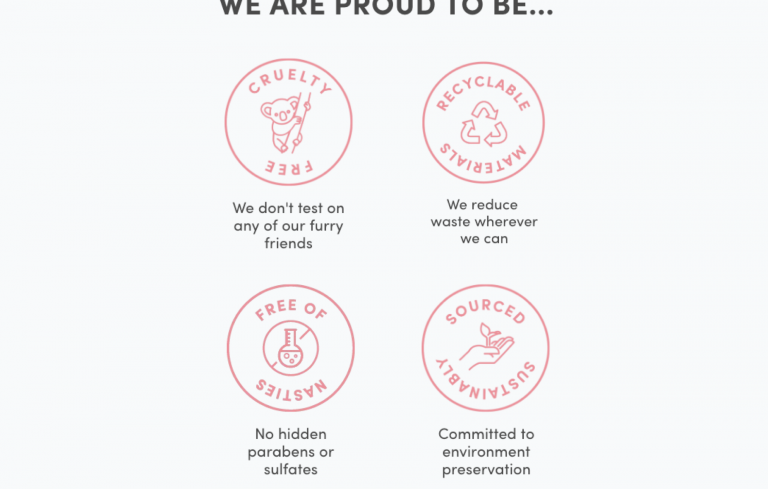 WE ARE PROUD TO BE...
CRUELTY
FREE
We don't test on
any of our furry
friends
RECYCLABLE
MATERIALS
We reduce
waste wherever
we can
FREE OF
NASTIES
No hidden
parabens or
sulfates
SOURCED
SUSTAINABLY
Committed to
environment
preservation